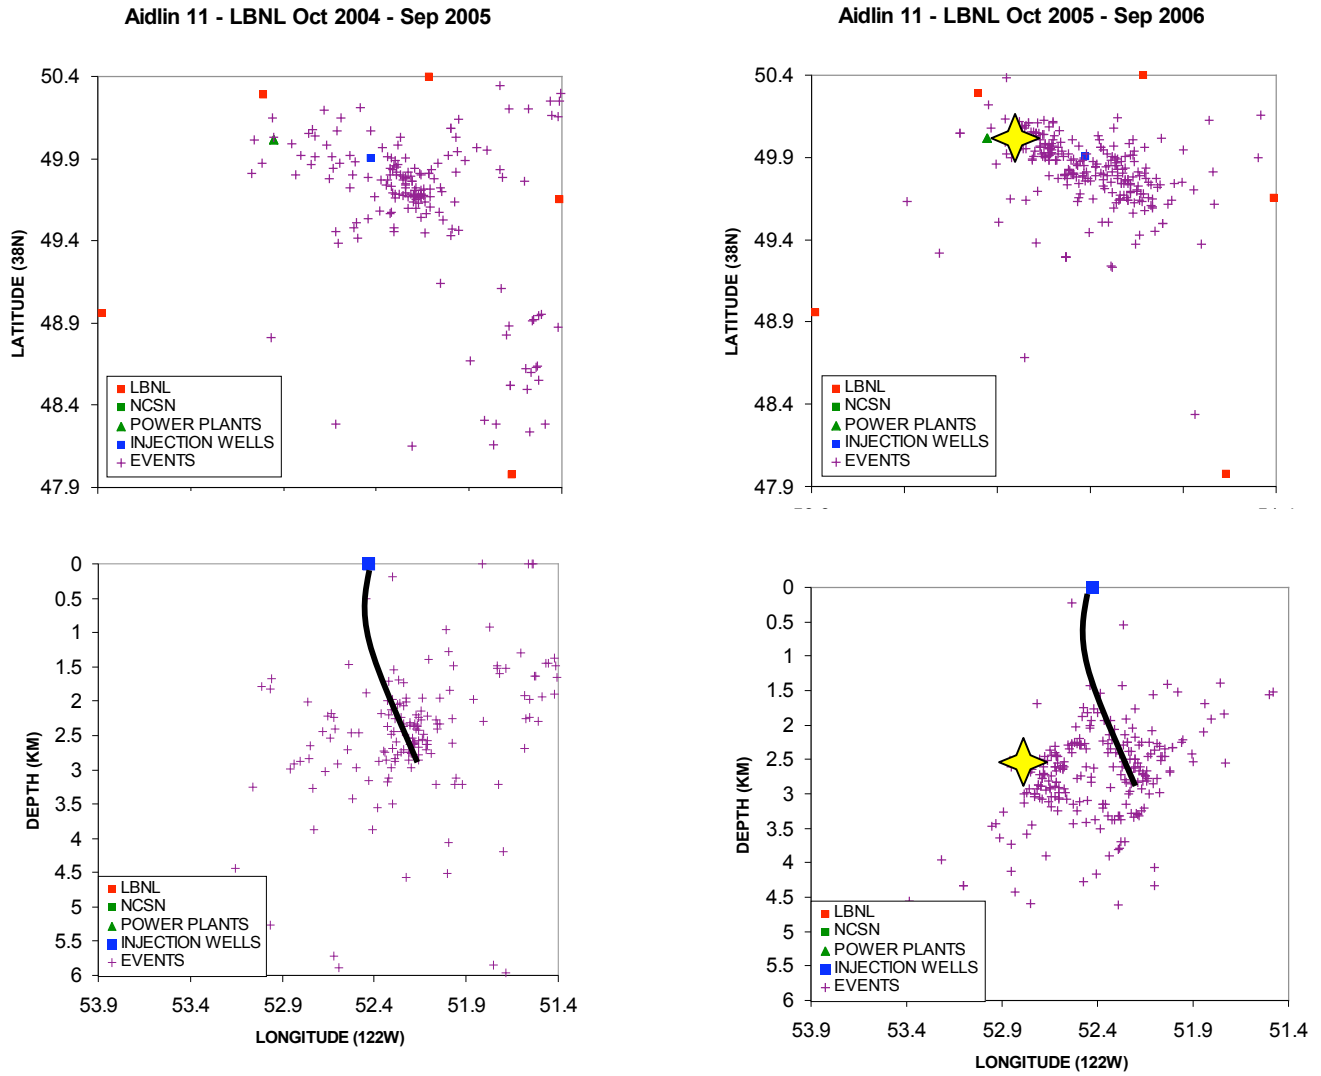 Aidlin 11 - LBNL Oct 2004 - Sep 2005
50.4
49.9
49.4
48.9
48.4
47.9
LATITUDE (38N)
LBNL
NCSN
POWER PLANTS
INJECTION WELLS
EVENTS
Aidlin 11 - LBNL Oct 2005 - Sep 2006
50.4
49.9
49.4
48.9
48.4
47.9
LATITUDE (38N)
LBNL
NCSN
POWER PLANTS
INJECTION WELLS
EVENTS
0
0.5
1
1.5
2
2.5
3
3.5
4
4.5
5
5.5
6
DEPTH (KM)
LBNL
NCSN
POWER PLANTS
INJECTION WELLS
EVENTS
53.9 53.4 52.9 52.4 51.9 51.4
LONGITUDE (122W)
0
0.5
1
1.5
2
2.5
3
3.5
4
4.5
5
5.5
6
DEPTH (KM)
LBNL
NCSN
POWER PLANTS
INJECTION WELLS
EVENTS
53.9 53.4 52.9 52.4 51.9 51.4
LONGITUDE (122W)